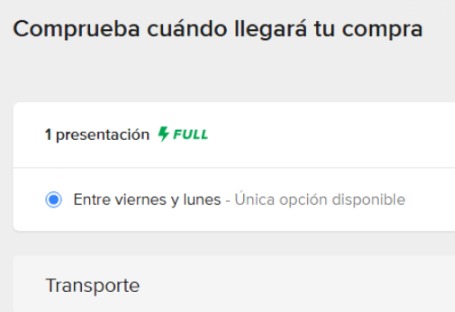 Comprueba cuándo llegará tu compra
1 presentación FULL
Entre viernes y lunes - Única opción disponible
Transporte